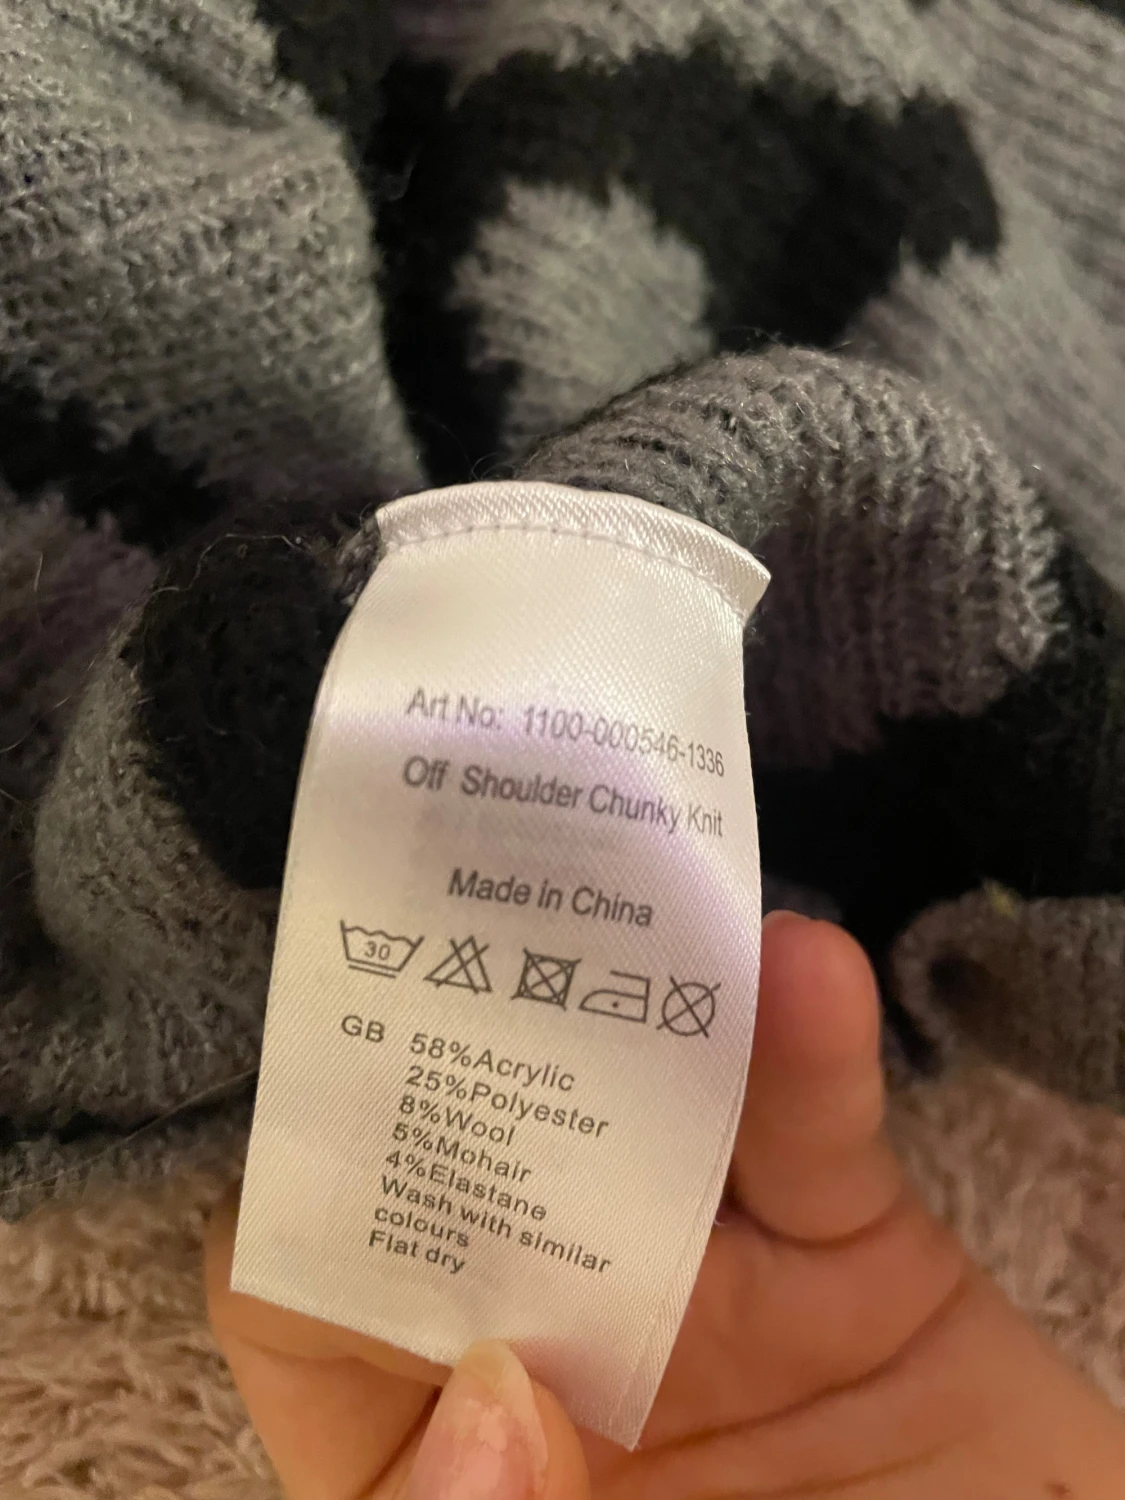 Art No: 1100-000546-1336
Off Shoulder Chunky Knit
Made in China
30
GB 58%Acrylic
25%Polyester
8%Wool
5%Mohair
4%Elastane
Wash with similar
colours
Flat dry